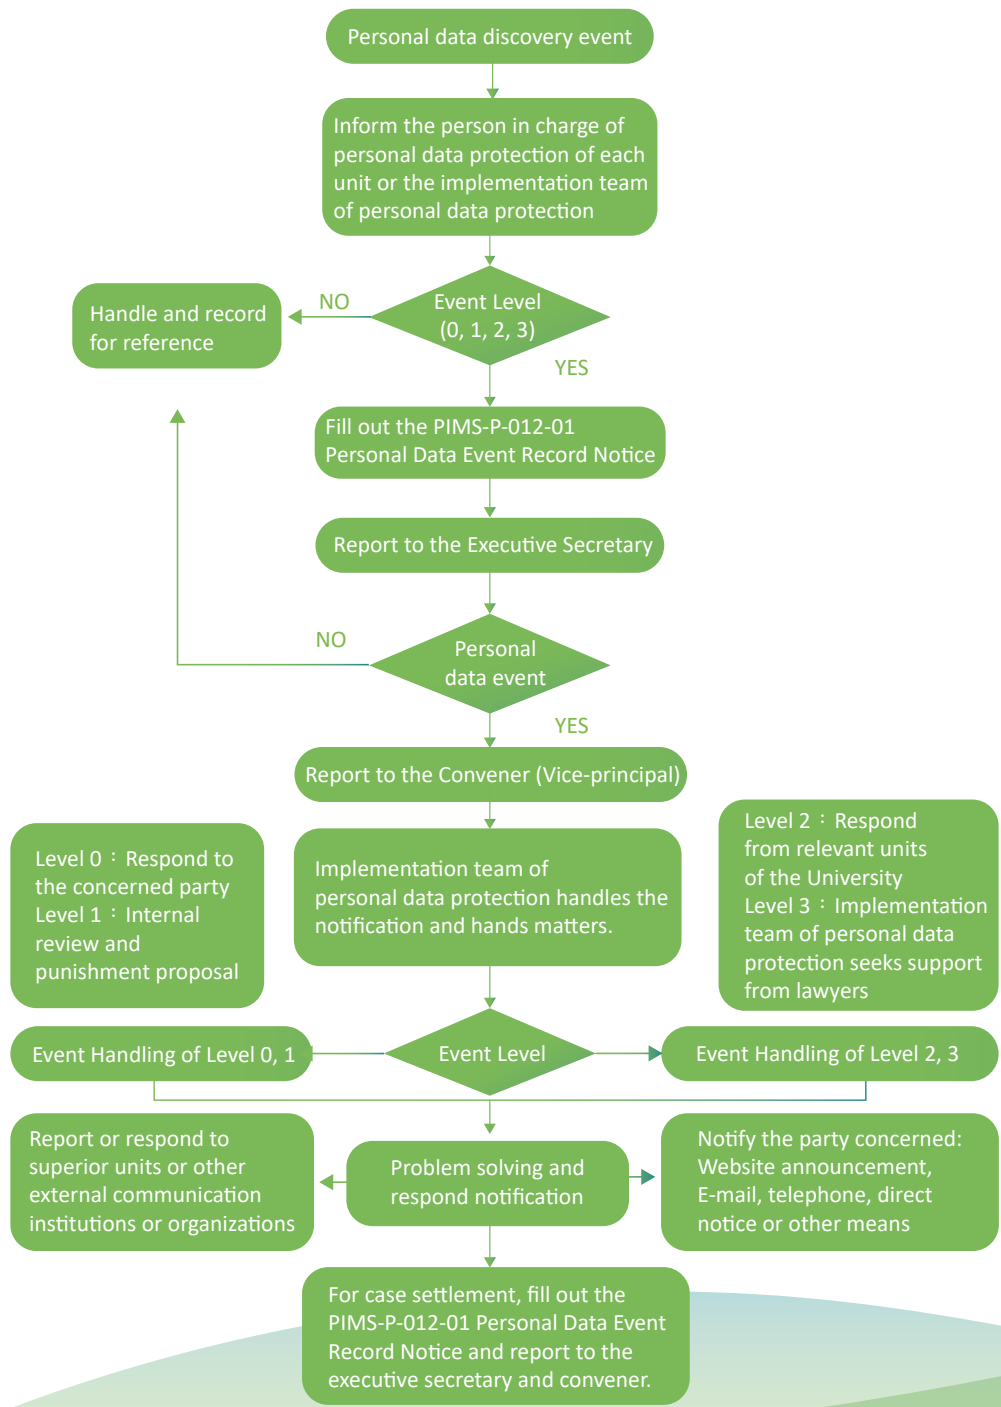 Personal data discovery event
Inform the person in charge of
personal data protection of each
unit or the implementation team
of personal data protection
Event Level
(0, 1, 2, 3)
NO
Handle and record
for reference
YES
Fill out the PIMS-P-012-01
Personal Data Event Record Notice
Report to the Executive Secretary
Personal
data event
NO
YES
Report to the Convener (Vice-principal)
Implementation team of
personal data protection handles the
notification and hands matters.
Level 0：Respond to
the concerned party
Level 1：Internal
review and
punishment proposal
Level 2：Respond
from relevant units
of the University
Level 3：Implementation
team of personal data
protection seeks support
from lawyers
Event Handling of Level 0, 1
Event Level
Event Handling of Level 2, 3
Report or respond to
superior units or other
external communication
institutions or organizations
Problem solving and
respond notification
Notify the party concerned:
Website announcement,
E-mail, telephone, direct
notice or other means
For case settlement, fill out the
PIMS-P-012-01 Personal Data Event
Record Notice and report to the
executive secretary and convener.